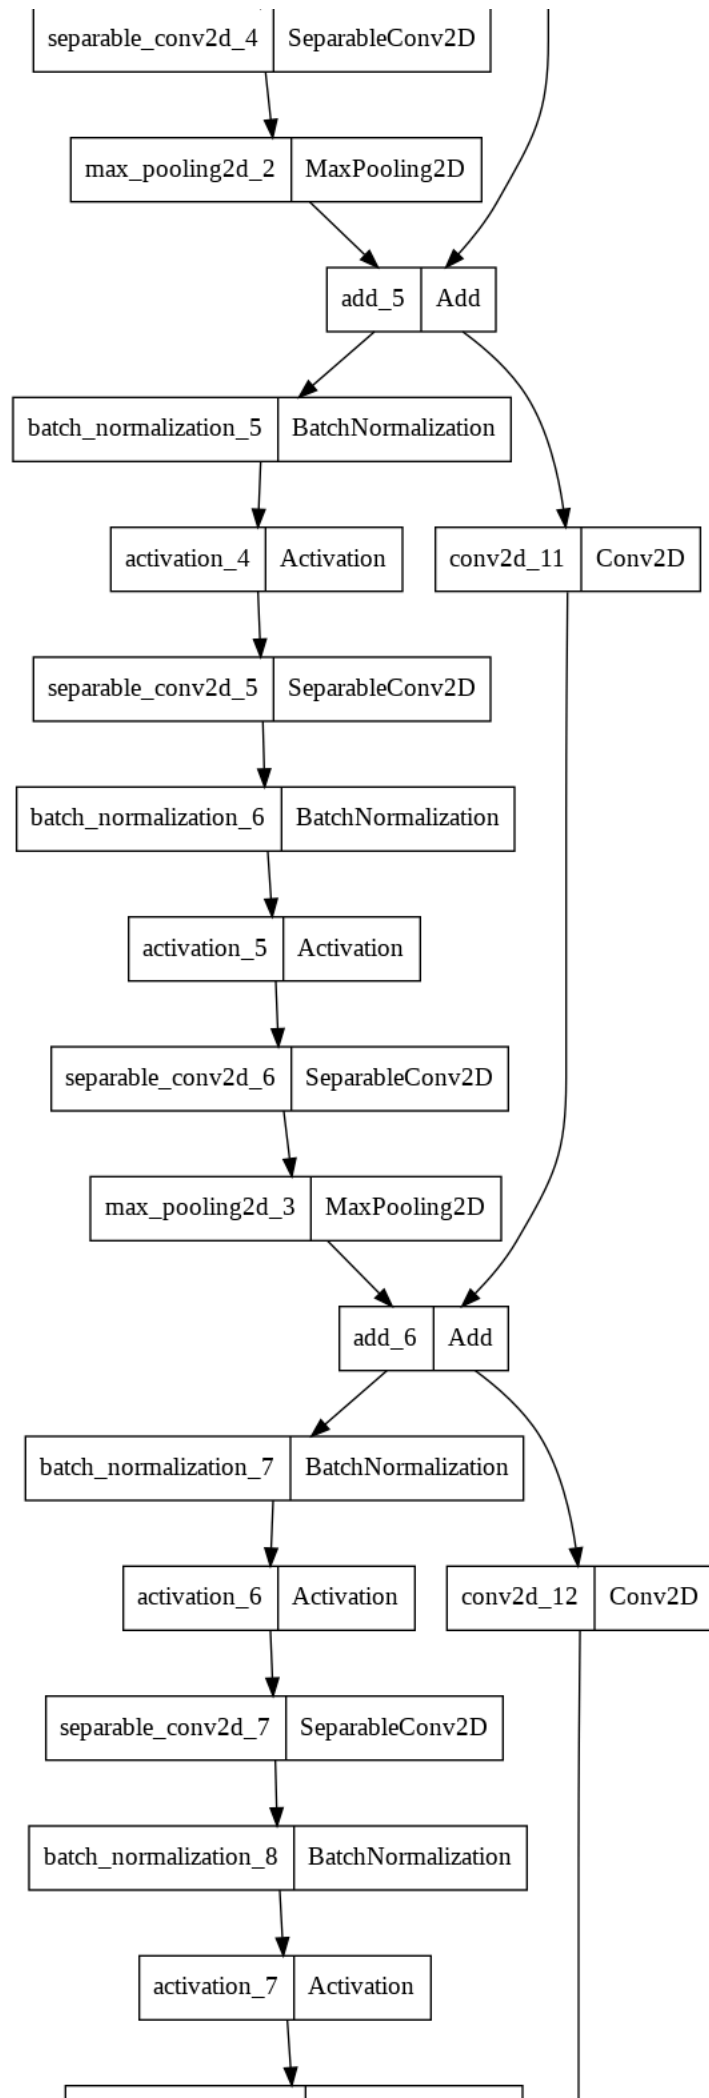 separable_conv2d_4 SeparableConv2D
max_pooling2d_2 MaxPooling2D
add_5 Add
batch_normalization_5 BatchNormalization
activation_4 Activation
conv2d_11 Conv2D
separable_conv2d_5 SeparableConv2D
batch_normalization_6 BatchNormalization
activation_5 Activation
separable_conv2d_6 SeparableConv2D
max_pooling2d_3 MaxPooling2D
add_6 Add
batch_normalization_7 BatchNormalization
activation_6 Activation
conv2d_12 Conv2D
separable_conv2d_7 SeparableConv2D
batch_normalization_8 BatchNormalization
activation_7 Activation